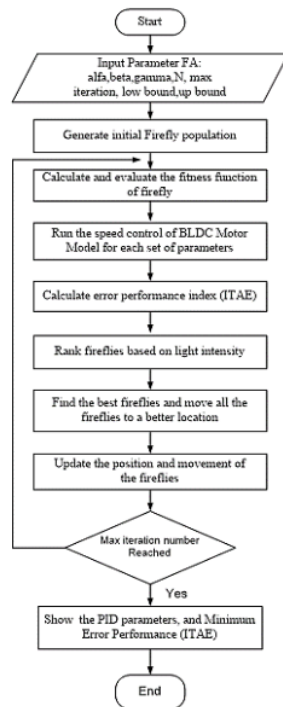 Start
Input Parameter FA:
alfa,beta,gamma,N, max
iteration, low bound,up bound
Generate initial Firefly population
Calculate and evaluate the fitness function
of firefly
Run the speed control of BLDC Motor
Model for each set of parameters
Calculate error performance index (ITAE)
Rank fireflies based on light intensity
Find the best fireflies and move all the
fireflies to a better location
Update the position and movement of
the fireflies
Max iteration number
Reached
Yes
Show the PID parameters, and Minimum
Error Performance (ITAE)
End